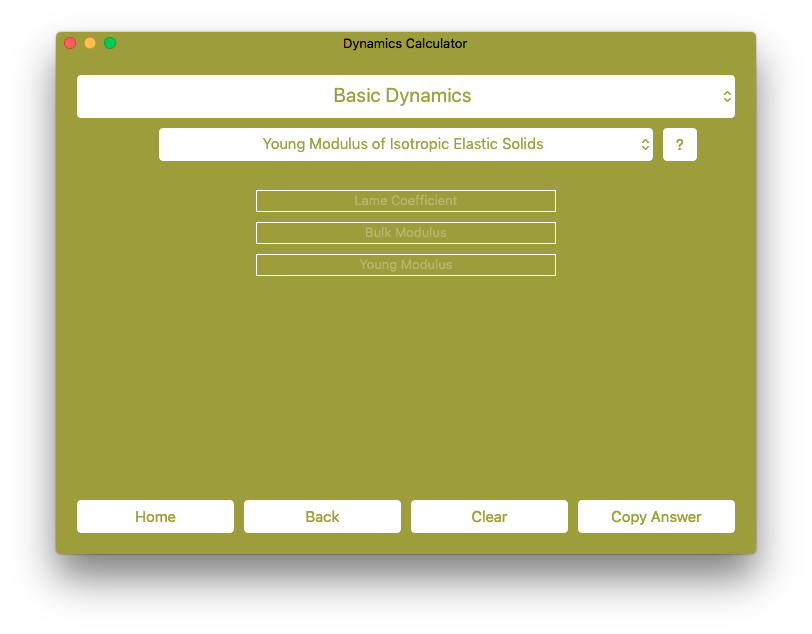 Dynamics Calculator
Basic Dynamics
Young Modulus of Isotropic Elastic Solids ?
Lame Coefficient
Bulk Modulus
Young Modulus
Home Back Clear Copy Answer